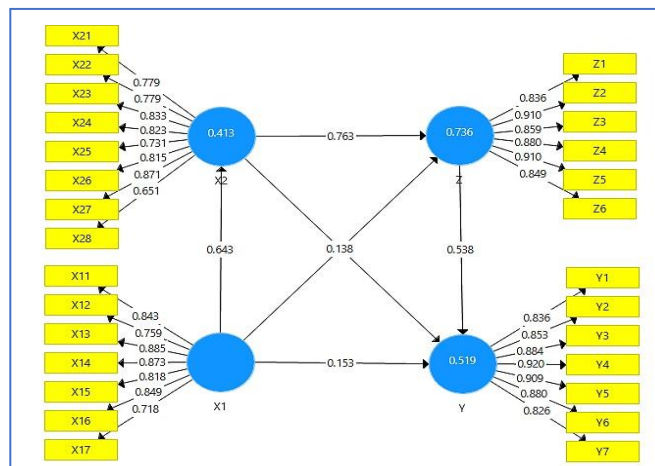 X21
X22
X23
X24
X25
X26
X27
X28
0.779
0.779
0.833
0.823
0.731
0.815
0.871
0.651
0.413
X2
0.763
0.736
Z
0.836
0.910
0.859
0.880
0.910
0.849
Z1
Z2
Z3
Z4
Z5
Z6
0.643
0.138
0.538
X11
X12
X13
X14
X15
X16
X17
0.843
0.759
0.885
0.873
0.818
0.849
0.718
X1
0.153
0.519
Y
0.836
0.853
0.884
0.920
0.909
0.880
0.826
Y1
Y2
Y3
Y4
Y5
Y6
Y7